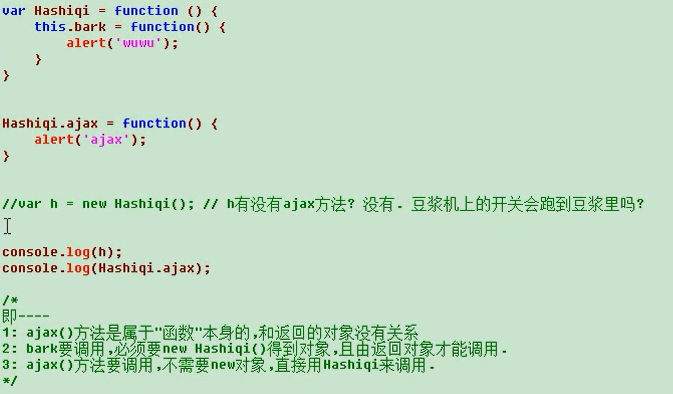 var Hashiqi = function () {
this.bark = function() {
alert('wuwu');
}
}
Hashiqi.ajax = function() {
alert('ajax');
}
//var h = new Hashiqi(); // h有没有ajax方法? 没有. 豆浆机上的开关会跑到豆浆里吗?
console.log(h);
console.log(Hashiqi.ajax);
/*
即----
1: ajax()方法是属于"函数"本身的,和返回的对象没有关系
2: bark要调用,必须要new Hashiqi()得到对象,且由返回对象才能调用.
3: ajax()方法要调用,不需要new对象,直接用Hashiqi来调用.
*/